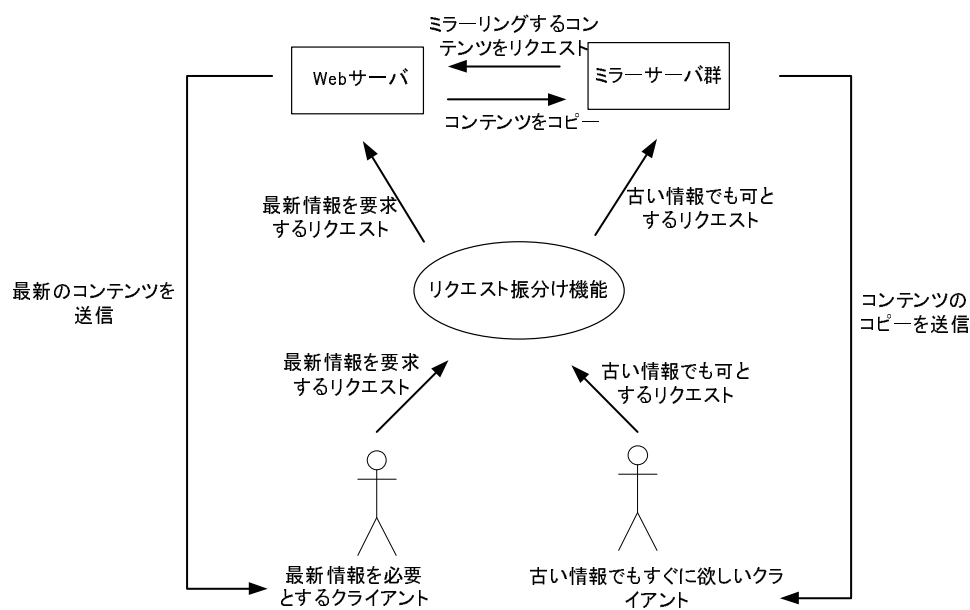 ミラーリングするコン
テンツをリクエスト
Webサーバ
ミラーサーバ群
コンテンツをコピー
最新情報を要求
するリクエスト
古い情報でも可と
するリクエスト
リクエスト振分け機能
最新のコンテンツを
送信
コンテンツの
コピーを送信
最新情報を要求
するリクエスト
古い情報でも可と
するリクエスト
最新情報を必要
とするクライアント
古い情報でもすぐに欲しいクラ
イアント